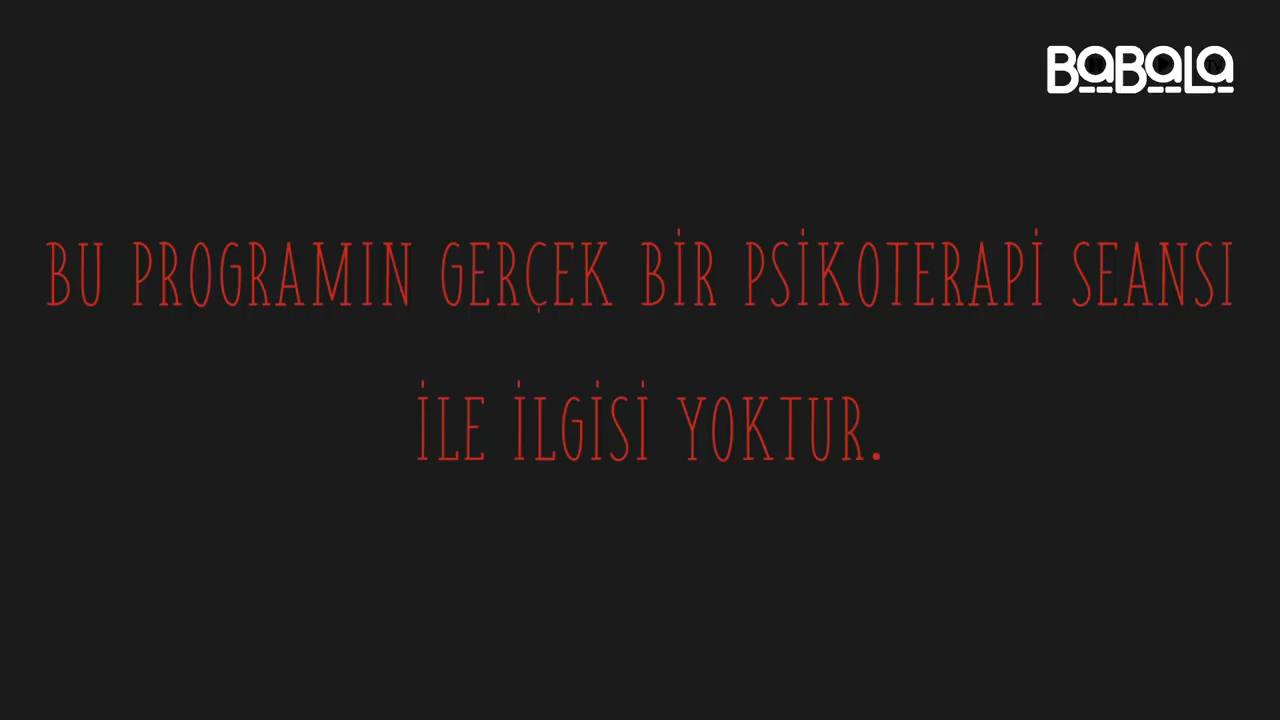 BaBaLa
BU PROGRAMIN GERÇEK BİR PSİKOTERAPİ SEANSI
İLE İLGİSİ YOKTUR.